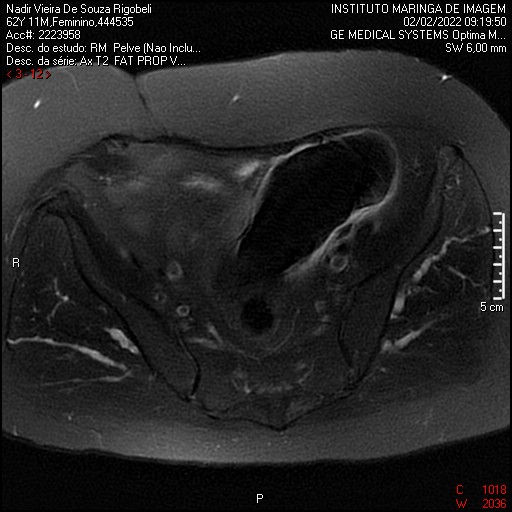 Nadir Vieira De Souza Rigobeli
INSTITUTO MARINGA DE IMAGEM
62Y 11M,Feminino,444535
02/02/2022 09:19:50
Acc#: 2223958
GE MEDICAL SYSTEMS Optima M...
Desc. do estudo: RM  Pelve (Nao Inclu...
SW 6,00 mm
Desc. da série: Ax T2  FAT PROP V...
< 3-12 >
R
5 cm
P
C 1018
W 2036